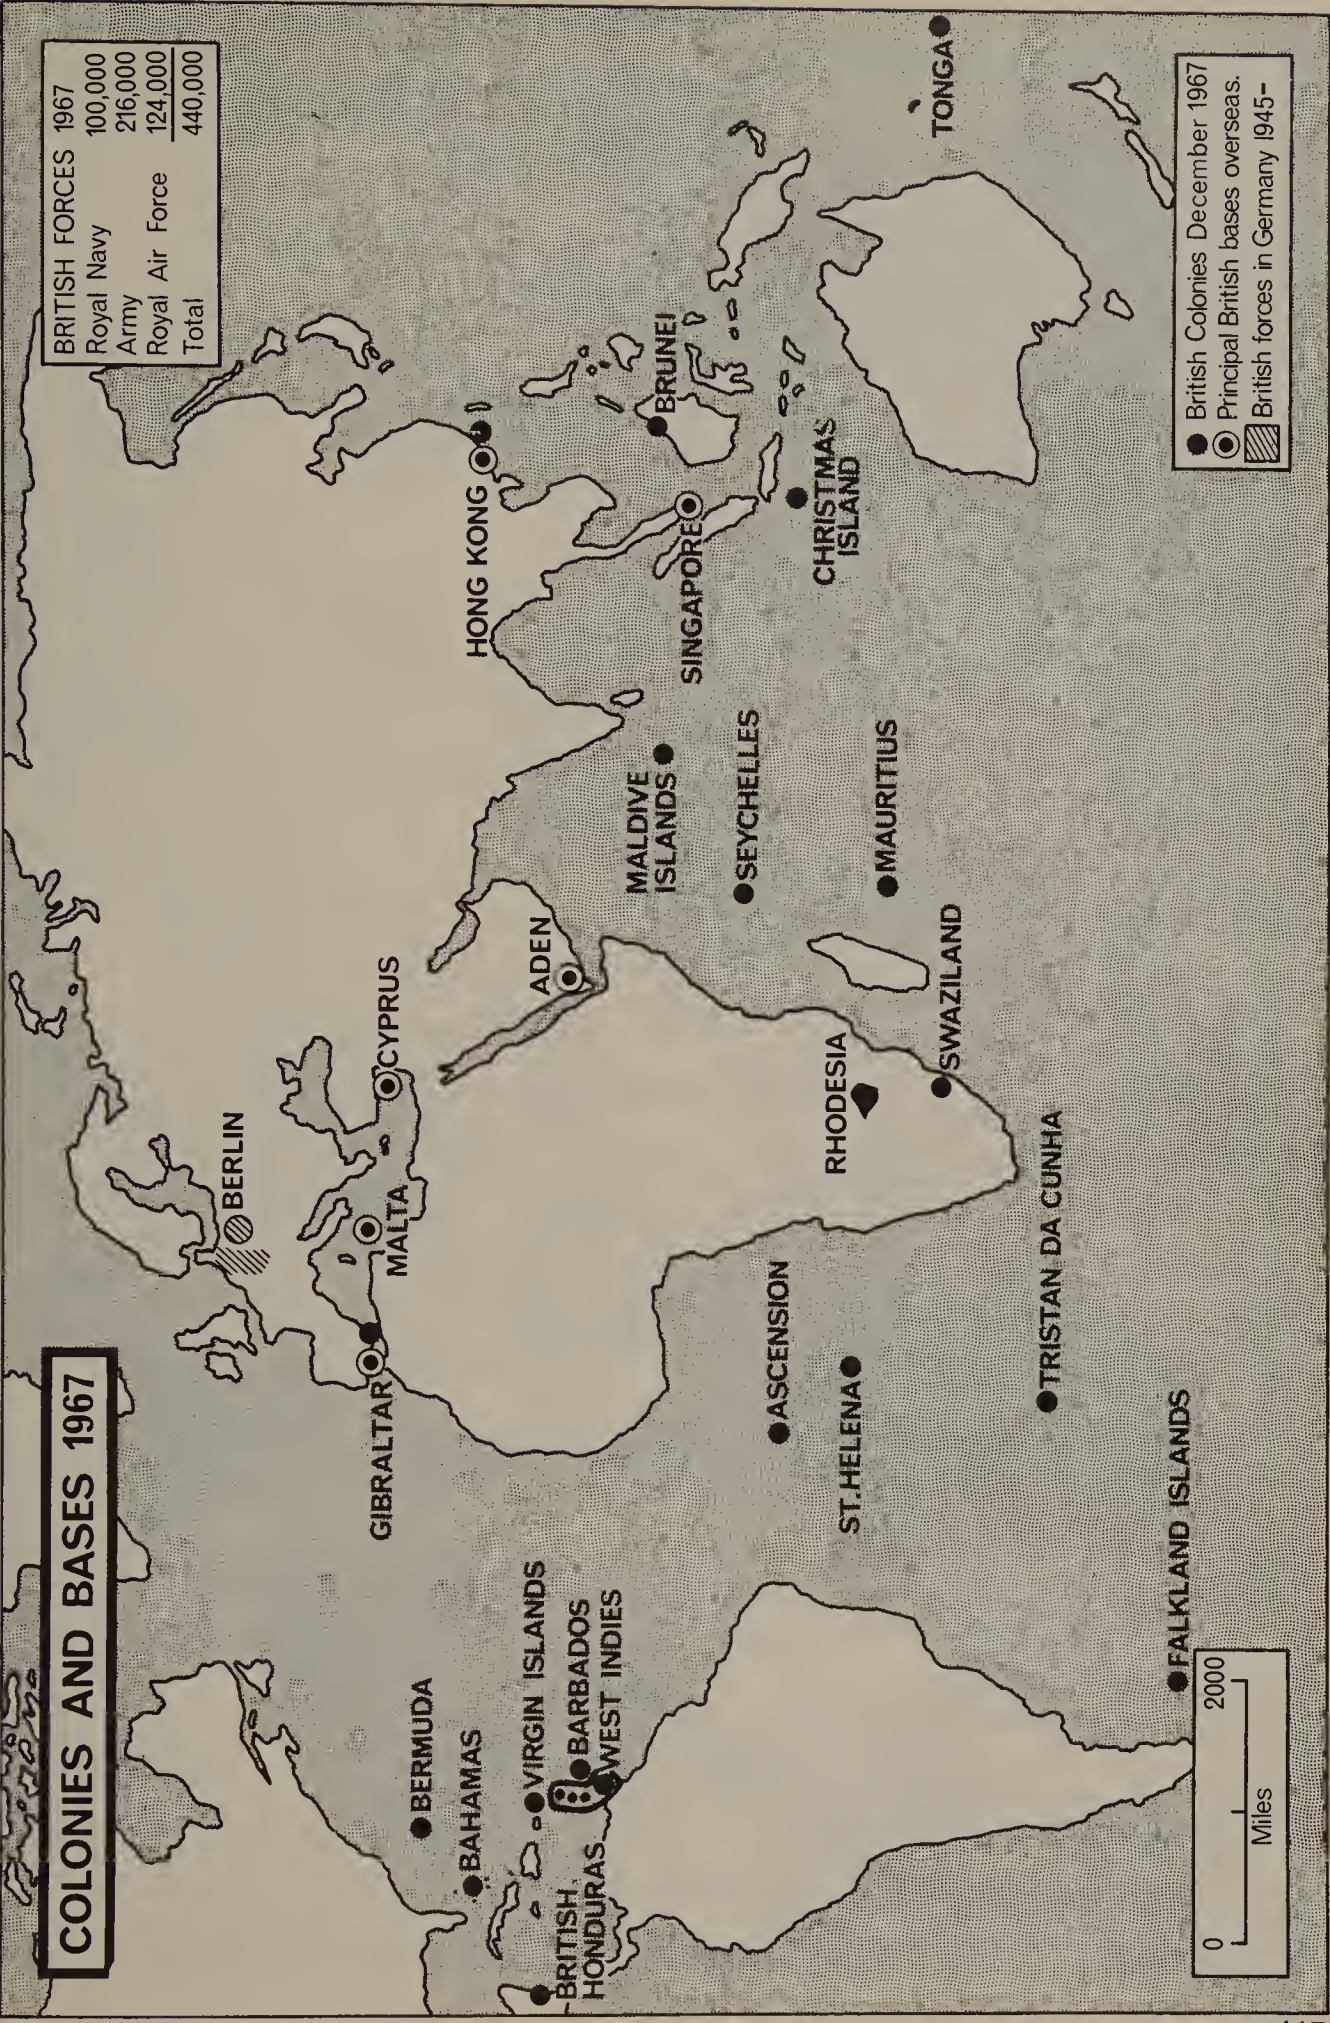 COLONIES AND BASES 1967
BRITISH FORCES 1967
Royal Navy 100,000
Army 216,000
Royal Air Force 124,000
Total 440,000
BERLIN
GIBRALTAR
MALTA
CYPRUS
HONG KONG
BERMUDA
BAHAMAS
VIRGIN ISLANDS
BARBADOS
WEST INDIES
BRITISH
HONDURAS
ADEN
MALDIVE
ISLANDS
SINGAPORE
BRUNEI
SEYCHELLES
CHRISTMAS
ISLAND
ASCENSION
ST. HELENA
RHODESIA
MAURITIUS
SWAZILAND
TONGA
TRISTAN DA CUNHA
FALKLAND ISLANDS
0 2000
Miles
British Colonies December 1967
Principal British bases overseas.
British forces in Germany 1945-